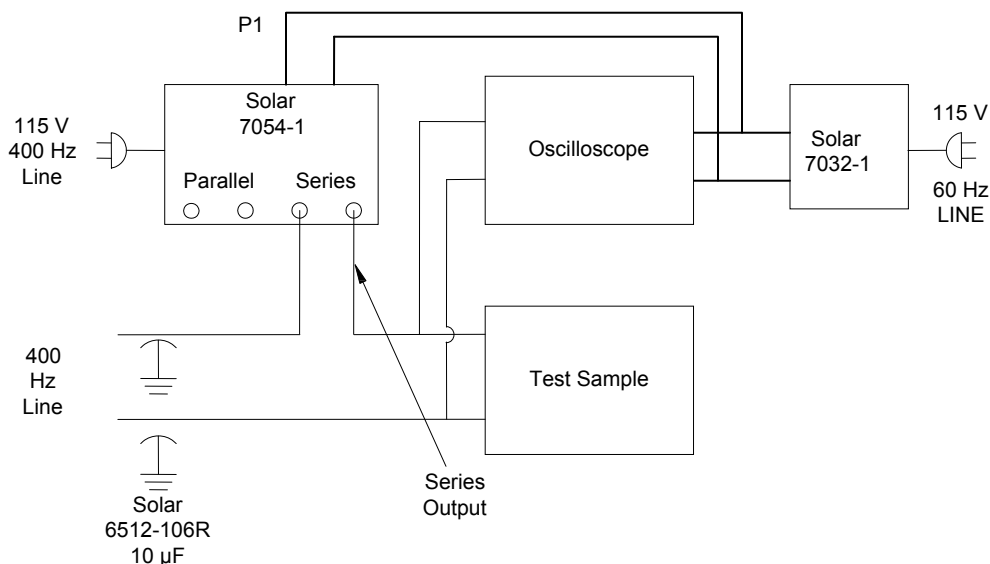 P1
Solar
7054-1
115 V
400 Hz
Line
Parallel
Series
Oscilloscope
Solar
7032-1
115 V
60 Hz
LINE
400
Hz
Line
Test Sample
Series
Output
Solar
6512-106R
10 µF